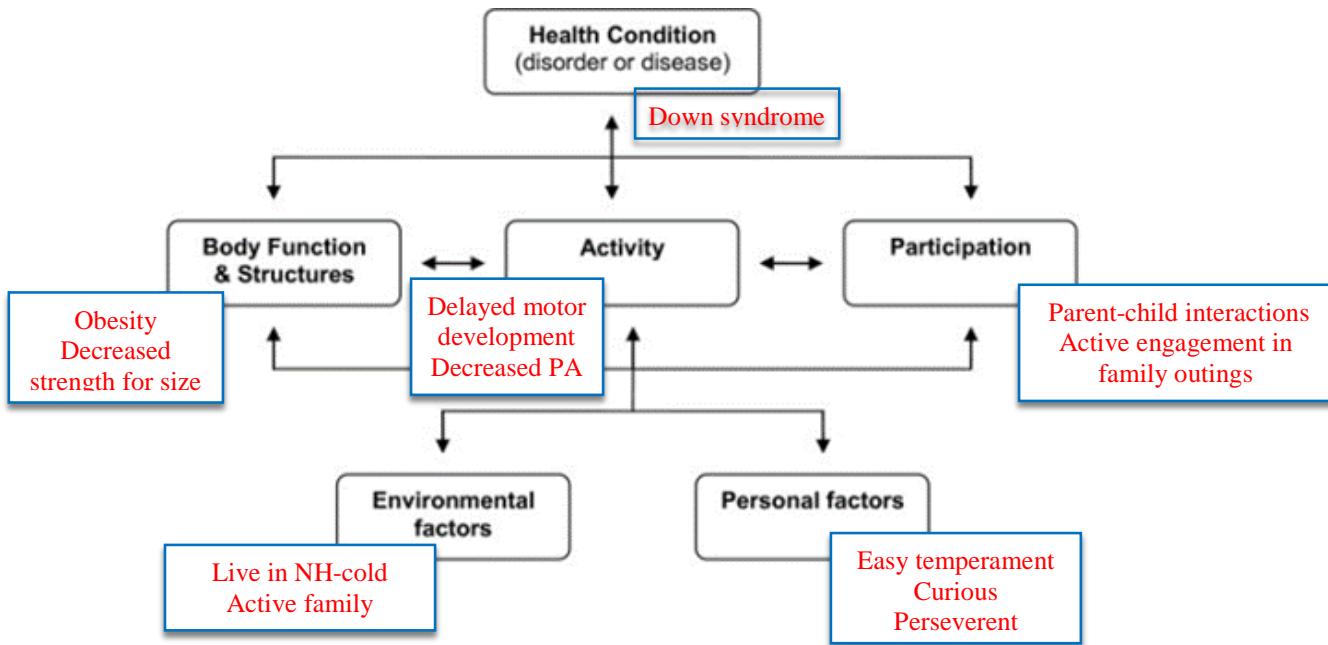 Health Condition
(disorder or disease)
Down syndrome
Body Function
& Structures
Activity
Participation
Obesity
Decreased
strength for size
Delayed motor
development
Decreased PA
Parent-child interactions
Active engagement in
family outings
Environmental
factors
Personal factors
Live in NH-cold
Active family
Easy temperament
Curious
Perseverent